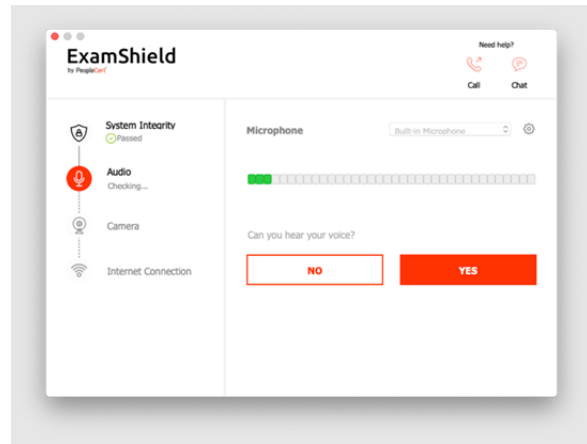 ExamShield
by PeopleCert
Need help?
Call
Chat
System Integrity
Passed
Audio
Checking...
Camera
Internet Connection
Microphone
Built-in Microphone
Can you hear your voice?
NO
YES